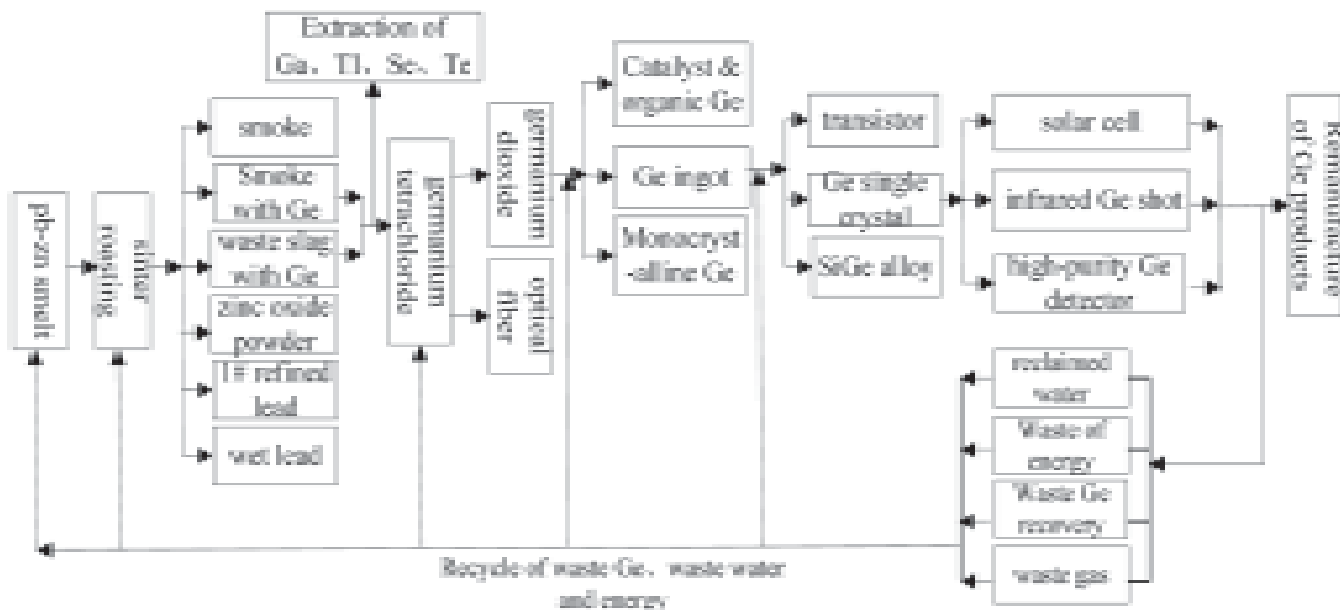 Extraction of
Ga、Tl、Se、Te
smoke
Smoke
with Ge
waste slag
with Ge
zinc oxide
powder
1# refined
lead
wet lead
pb-zn smelt
sinter
roasting
germanium
tetrachloride
germanium
dioxide
optical
fiber
Catalyst &
organic Ge
Ge ingot
Monocryst
-alline Ge
transistor
Ge single
crystal
SiGe alloy
solar cell
infrared Ge shot
high-purity Ge
detector
Remanufacture
of Ge products
reclaimed
water
Waste of
energy
Waste Ge
recovery
waste gas
Recycle of waste Ge、waste water
and energy